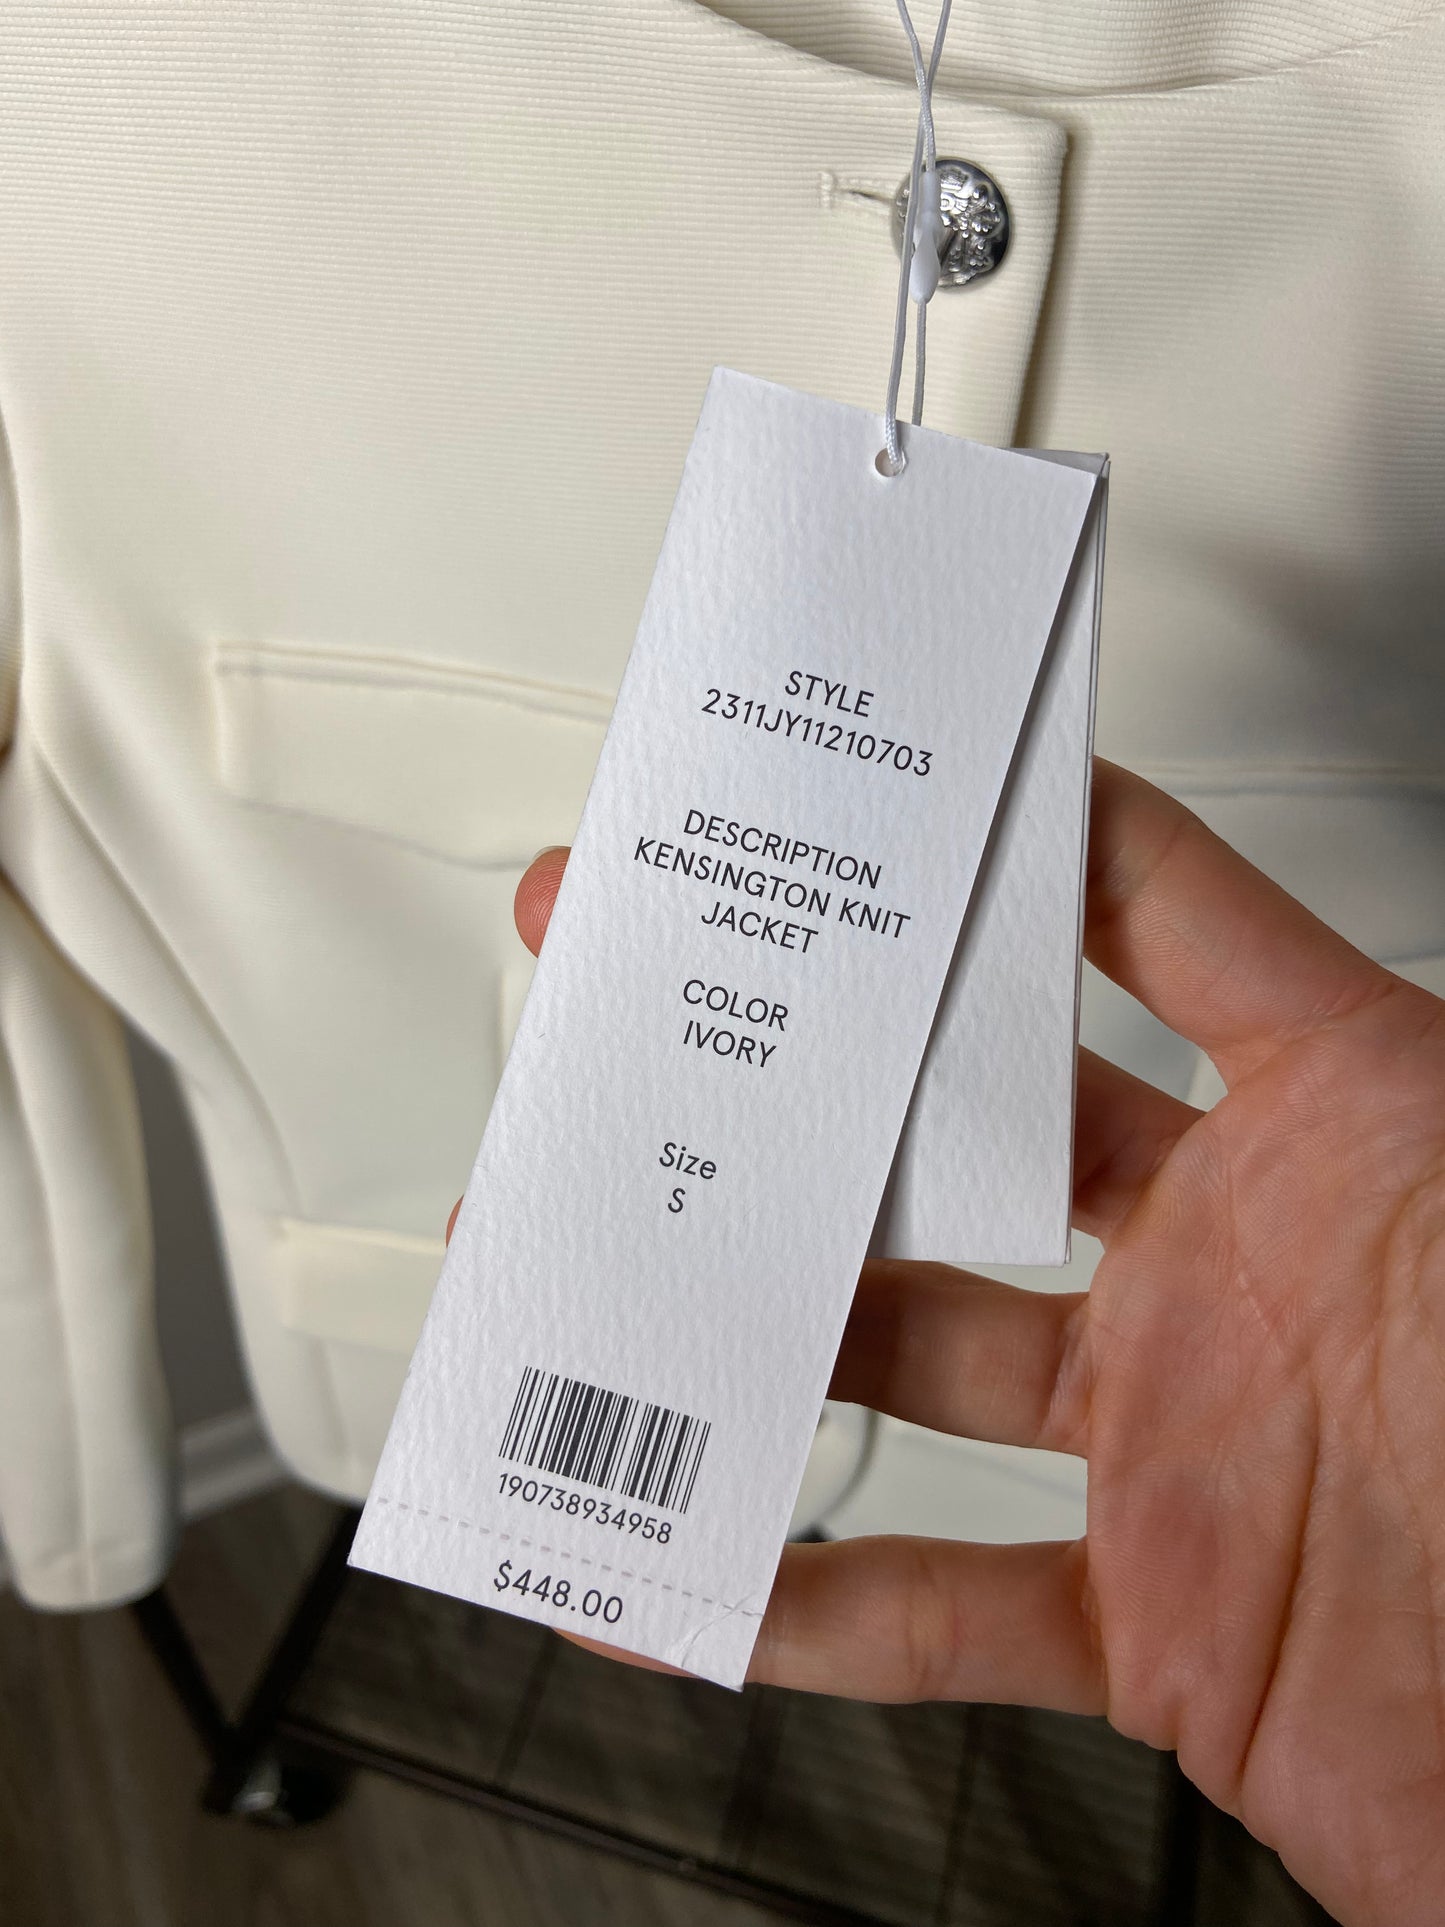 STYLE
2311JY11210703
DESCRIPTION
KENSINGTON KNIT
JACKET
COLOR
IVORY
Size
S
190738934958
$448.00